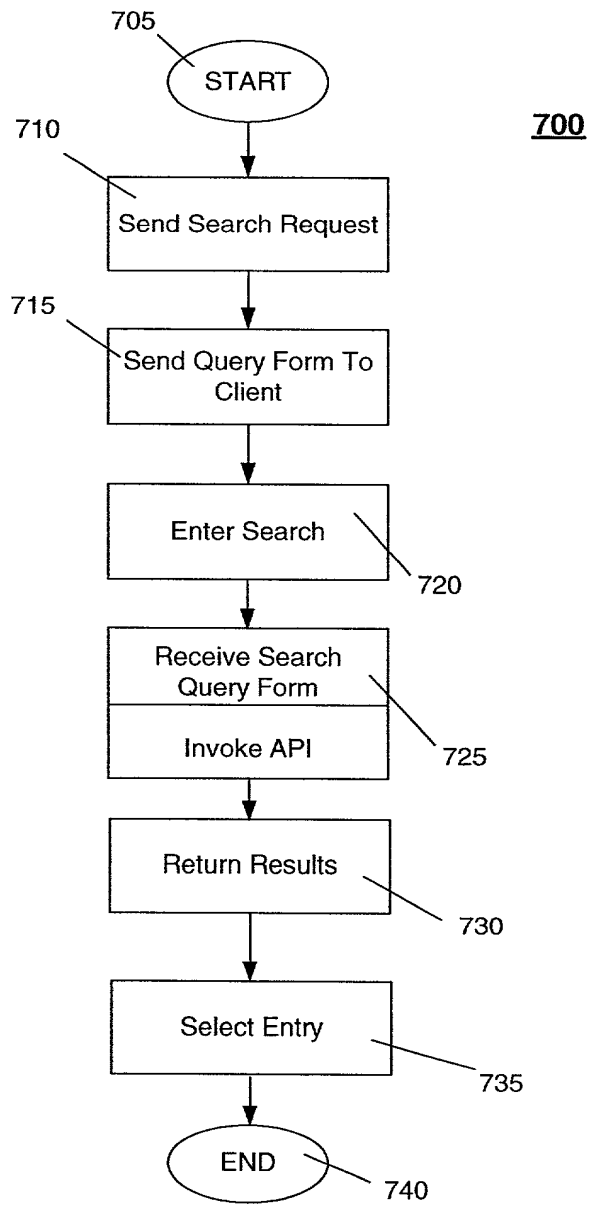 705
START
700
710
Send Search Request
715
Send Query Form To
Client
Enter Search
720
Receive Search
Query Form
Invoke API
725
Return Results
730
Select Entry
735
END
740